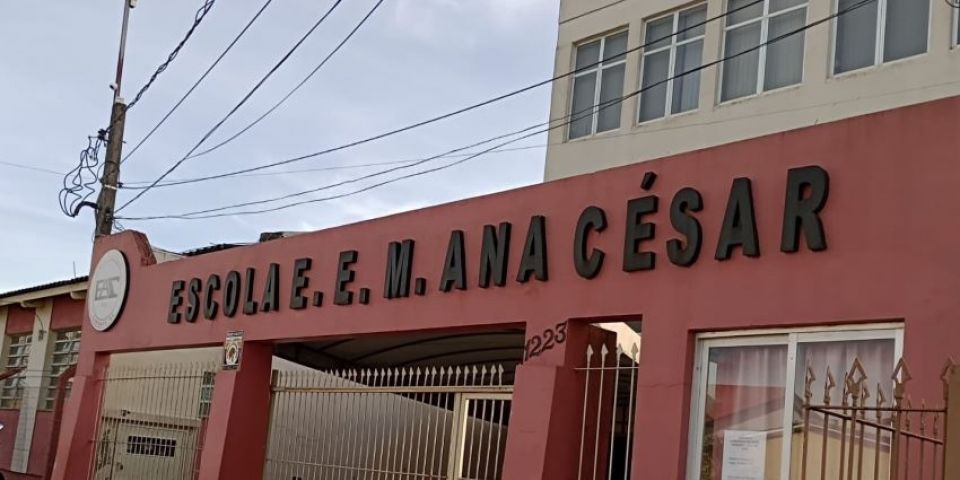 ESCOLA E. E. M. ANA CÉSAR
1223